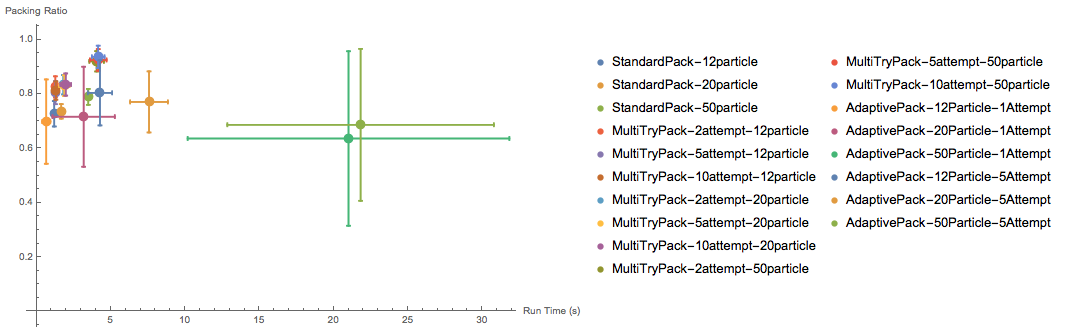 Packing Ratio
1.0
0.8
0.6
0.4
0.2
5
10
15
20
25
30
Run Time (s)
StandardPack-12particle
StandardPack-20particle
StandardPack-50particle
MultiTryPack-2attempt-12particle
MultiTryPack-5attempt-12particle
MultiTryPack-10attempt-12particle
MultiTryPack-2attempt-20particle
MultiTryPack-5attempt-20particle
MultiTryPack-10attempt-20particle
MultiTryPack-2attempt-50particle
MultiTryPack-5attempt-50particle
MultiTryPack-10attempt-50particle
AdaptivePack-12Particle-1Attempt
AdaptivePack-20Particle-1Attempt
AdaptivePack-50Particle-1Attempt
AdaptivePack-12Particle-5Attempt
AdaptivePack-20Particle-5Attempt
AdaptivePack-50Particle-5Attempt